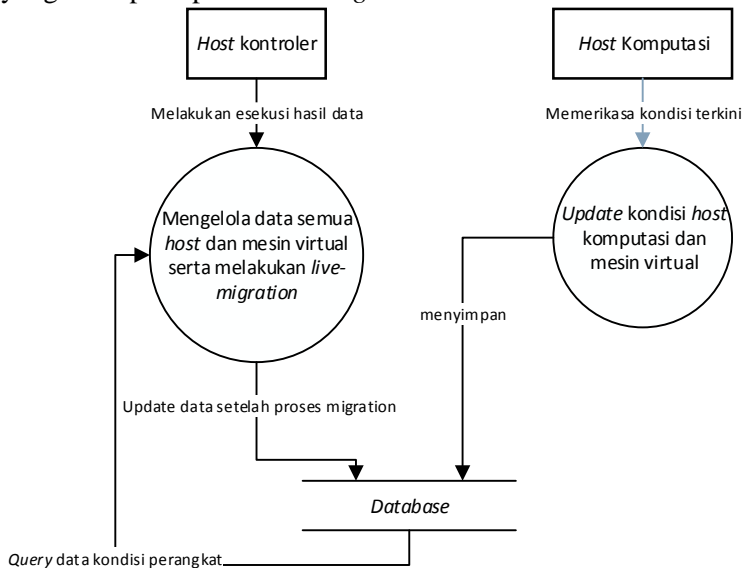 Host kontroler
Host Komputasi
Melakukan esekusi hasil data
Memerikasa kondisi terkini
Mengelola data semua
host dan mesin virtual
serta melakukan live-
migration
Update kondisi host
komputasi dan
mesin virtual
menyimpan
Update data setelah proses migration
Database
Query data kondisi perangkat